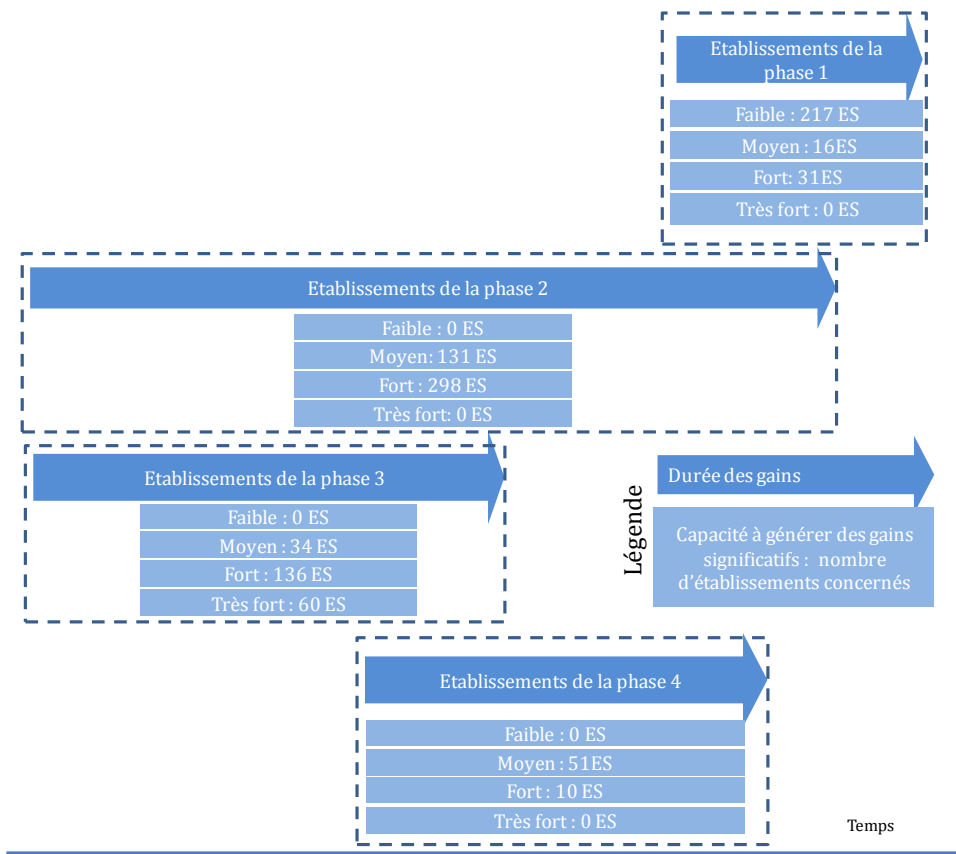 Etablissements de la
phase 1
Faible : 217 ES
Moyen : 16ES
Fort: 31ES
Très fort : 0 ES
Etablissements de la phase 2
Faible : 0 ES
Moyen: 131 ES
Fort : 298 ES
Très fort: 0 ES
Etablissements de la phase 3
Faible : 0 ES
Moyen : 34 ES
Fort : 136 ES
Très fort : 60 ES
Légende
Durée des gains
Capacité à générer des gains
significatifs : nombre
d'établissements concernés
Etablissements de la phase 4
Faible : 0 ES
Moyen : 51ES
Fort : 10 ES
Très fort : 0 ES
Temps